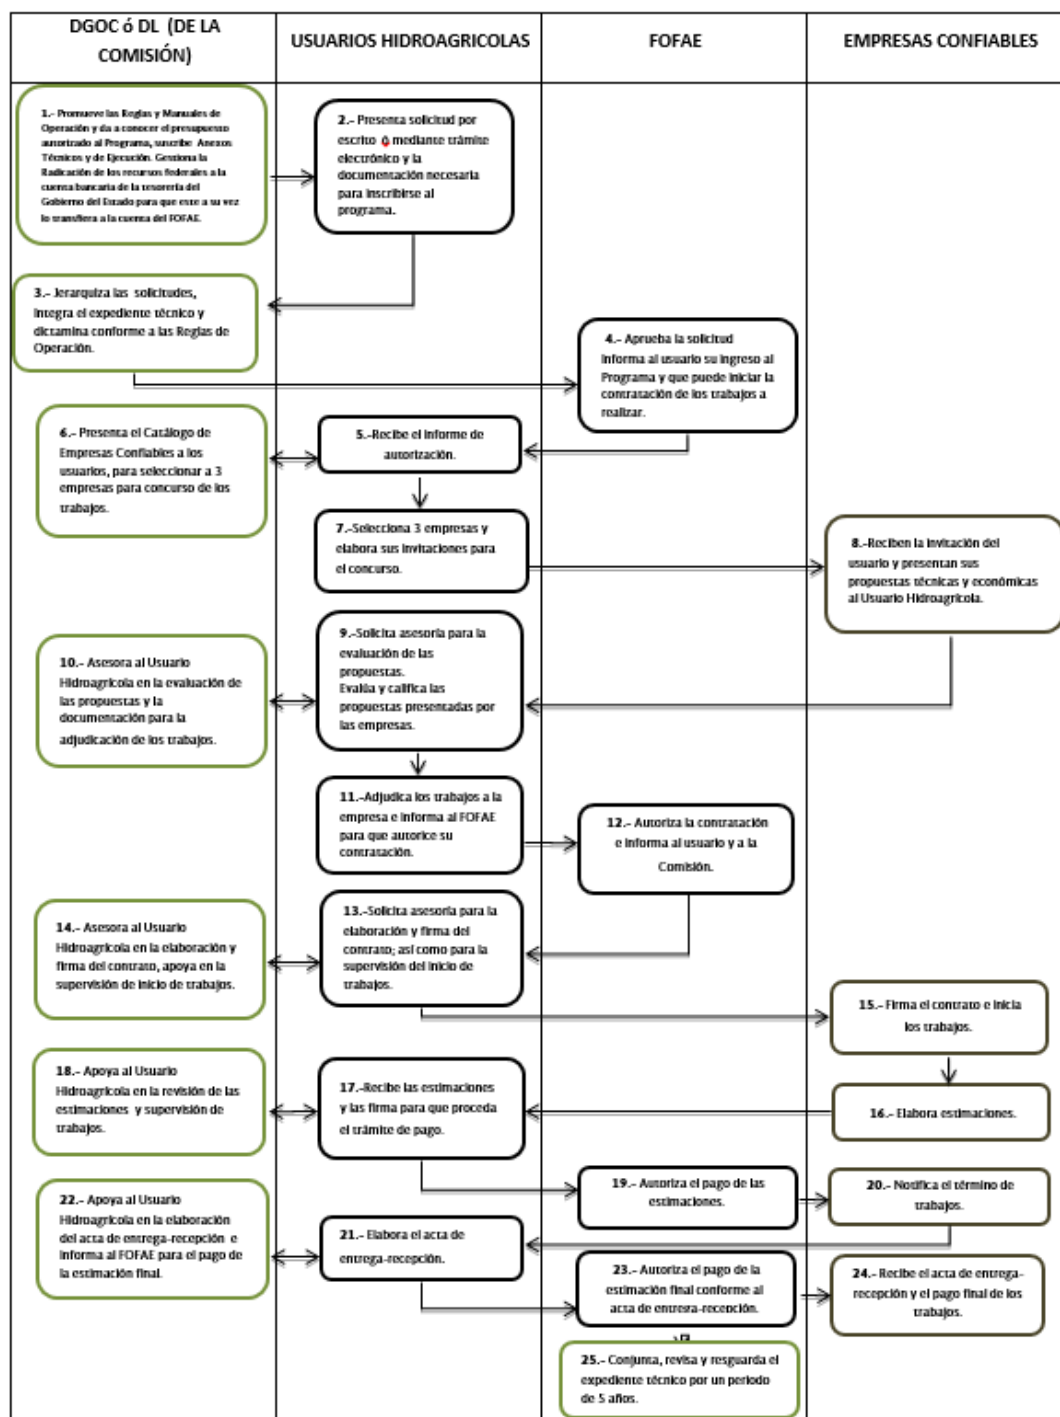 DGOC ó DL (DE LA
COMISIÓN)
USUARIOS HIDROAGRICOLAS
FOFAE
EMPRESAS CONFIABLES
1.- Promueve las Reglas y Manuales de
Operación y da a conocer el presupuesto
autorizado al Programa, suscribe Anexos
Técnicos y de Ejecución. Gestiona la
Radicación de los recursos federales a la
cuenta bancaria de la tesorería del
Gobierno del Estado para que este a su vez
lo transfiera a la cuenta del FOFAE.
2.- Presenta solicitud por
escrito ó mediante trámite
electrónico y la
documentación necesaria
para inscribirse al
programa.
3.- Jerarquiza las solicitudes,
integra el expediente técnico y
dictamina conforme a las Reglas de
Operación.
4.- Aprueba la solicitud
Informa al usuario su ingreso al
Programa y que puede iniciar la
contratación de los trabajos a
realizar.
5.-Recibe el informe de
autorización.
6.- Presenta el Catálogo de
Empresas Confiables a los
usuarios, para seleccionar a 3
empresas para concurso de los
trabajos.
7.-Selecciona 3 empresas y
elabora sus invitaciones para
el concurso.
8.-Reciben la invitación del
usuario y presentan sus
propuestas técnicas y económicas
al Usuario Hidroagrícola.
9.-Solicita asesoría para la
evaluación de las
propuestas.
Evalúa y califica las
propuestas presentadas por
las empresas.
10.- Asesora al Usuario
Hidroagrícola en la evaluación de
las propuestas y la
documentación para la
adjudicación de los trabajos.
11.-Adjudica los trabajos a la
empresa e informa al FOFAE
para que autorice su
contratación.
12.- Autoriza la contratación
e informa al usuario y a la
Comisión.
13.-Solicita asesoría para la
elaboración y firma del
contrato; así como para la
supervisión del inicio de
trabajos.
14.- Asesora al Usuario
Hidroagrícola en la elaboración y
firma del contrato, apoya en la
supervisión de inicio de trabajos.
15.- Firma el contrato e inicia
los trabajos.
16.- Elabora estimaciones.
17.-Recibe las estimaciones
y las firma para que proceda
el trámite de pago.
18.- Apoya al Usuario
Hidroagrícola en la revisión de las
estimaciones y supervisión de
trabajos.
19.- Autoriza el pago de las
estimaciones.
20.- Notifica el término de
trabajos.
21.- Elabora el acta de
entrega-recepción.
22.- Apoya al Usuario
Hidroagrícola en la elaboración
del acta de entrega-recepción e
informa al FOFAE para el pago de
la estimación final.
23.- Autoriza el pago de la
estimación final conforme al
acta de entrega-recepción.
24.- Recibe el acta de entrega-
recepción y el pago final de los
trabajos.
25.- Conjunta, revisa y resguarda el
expediente técnico por un periodo
de 5 años.